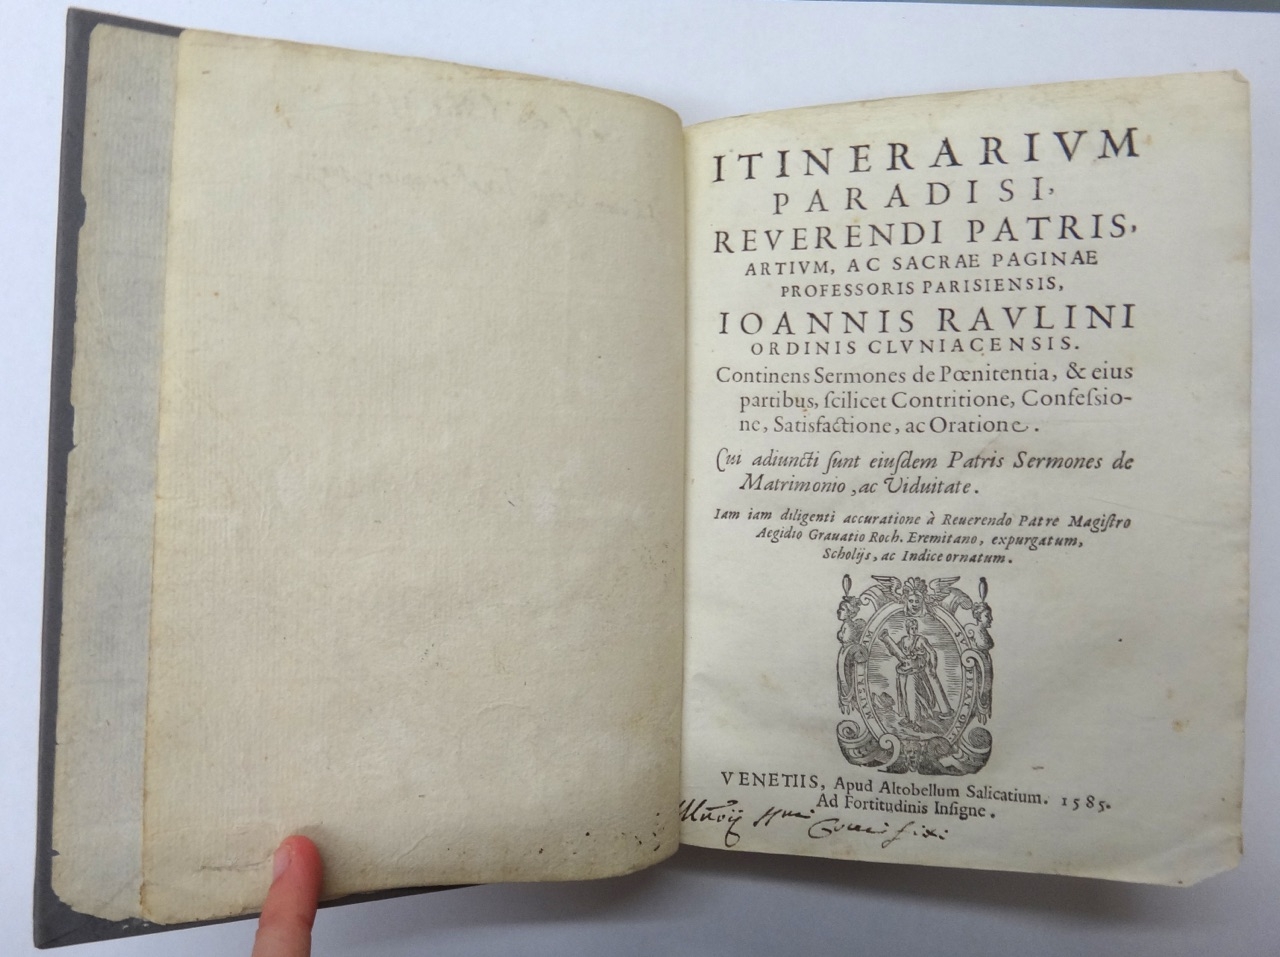 ITINERARIVM
PARADISI,
REVERENDI PATRIS,
ARTIVM, AC SACRAE PAGINAE
PROFESSORIS PARISIENSIS,
IOANNIS RAVLINI
ORDINIS CLVNIACENSIS.
Continens Sermones de Pœnitentia, & eius
partibus, ſcilicet Contritione, Confeſsio-
ne, Satisfactione, ac Oratione.
Cui adiuncti ſunt eiuſdem Patris Sermones de
Matrimonio, ac Viduitate.
Iam iam diligenti accuratione à Reuerendo Patre Magiſtro
Aegidio Grauatio Roch. Eremitano, expurgatum,
Scholijs, ac Indice ornatum.
VENETIIS, Apud Altobellum Salicatium. 1585.
Ad Fortitudinis Inſigne.